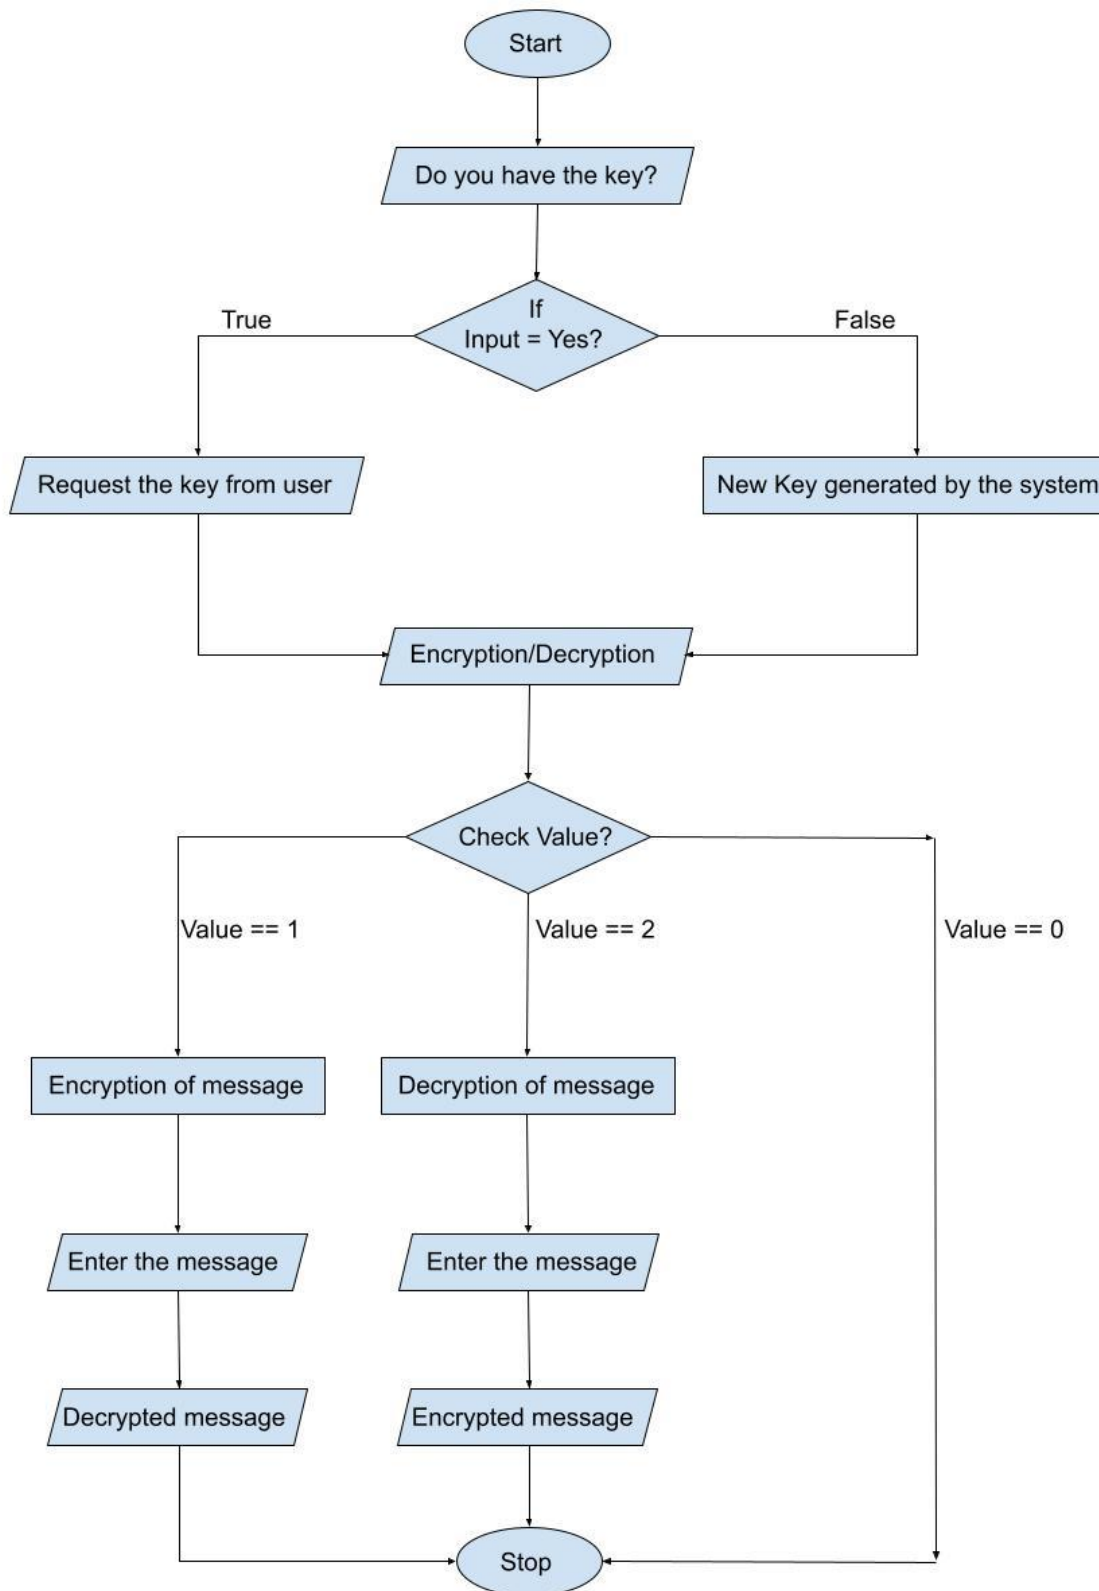 Start
Do you have the key?
If
Input = Yes?
True
False
Request the key from user
New Key generated by the system
Encryption/Decryption
Check Value?
Value == 1
Value == 2
Value == 0
Encryption of message
Decryption of message
Enter the message
Enter the message
Decrypted message
Encrypted message
Stop